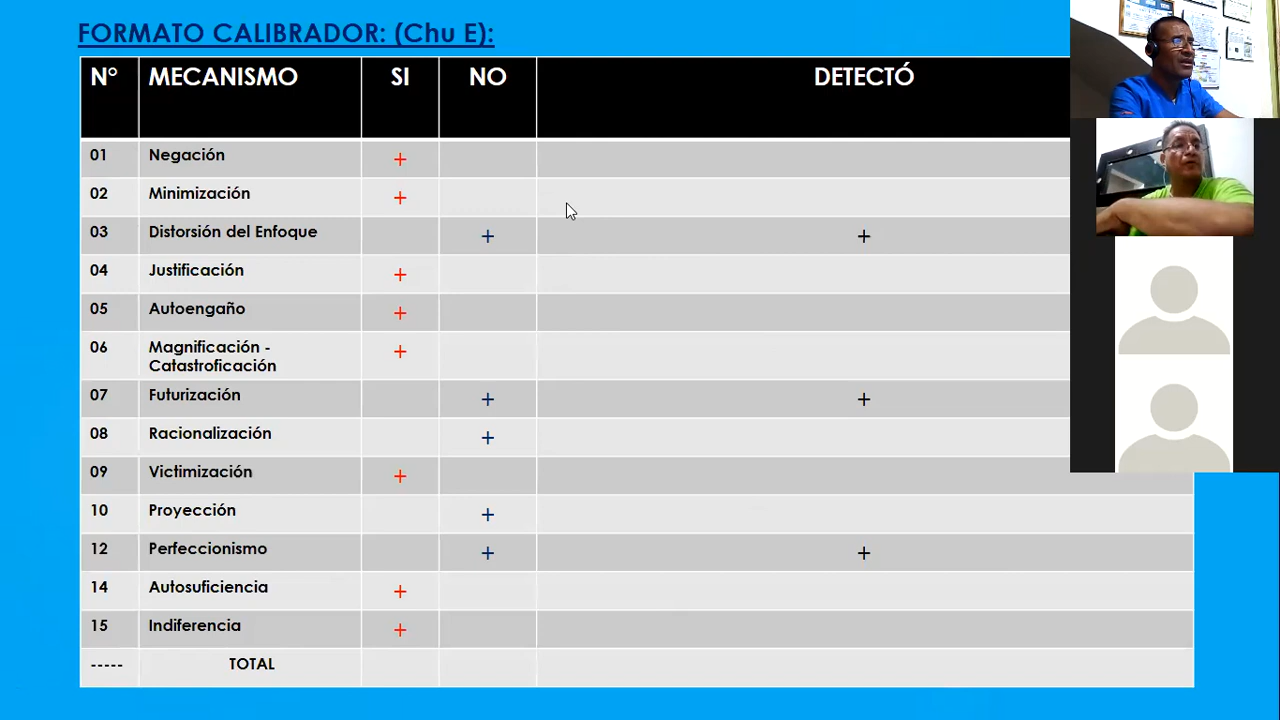 FORMATO CALIBRADOR: (Chu E):
N° MECANISMO SI NO DETECTÓ
01 Negación +
02 Minimización +
03 Distorsión del Enfoque + +
04 Justificación +
05 Autoengaño +
06 Magnificación -
Catastroficación +
07 Futurización + +
08 Racionalización +
09 Victimización +
10 Proyección +
12 Perfeccionismo + +
14 Autosuficiencia +
15 Indiferencia +
----- TOTAL